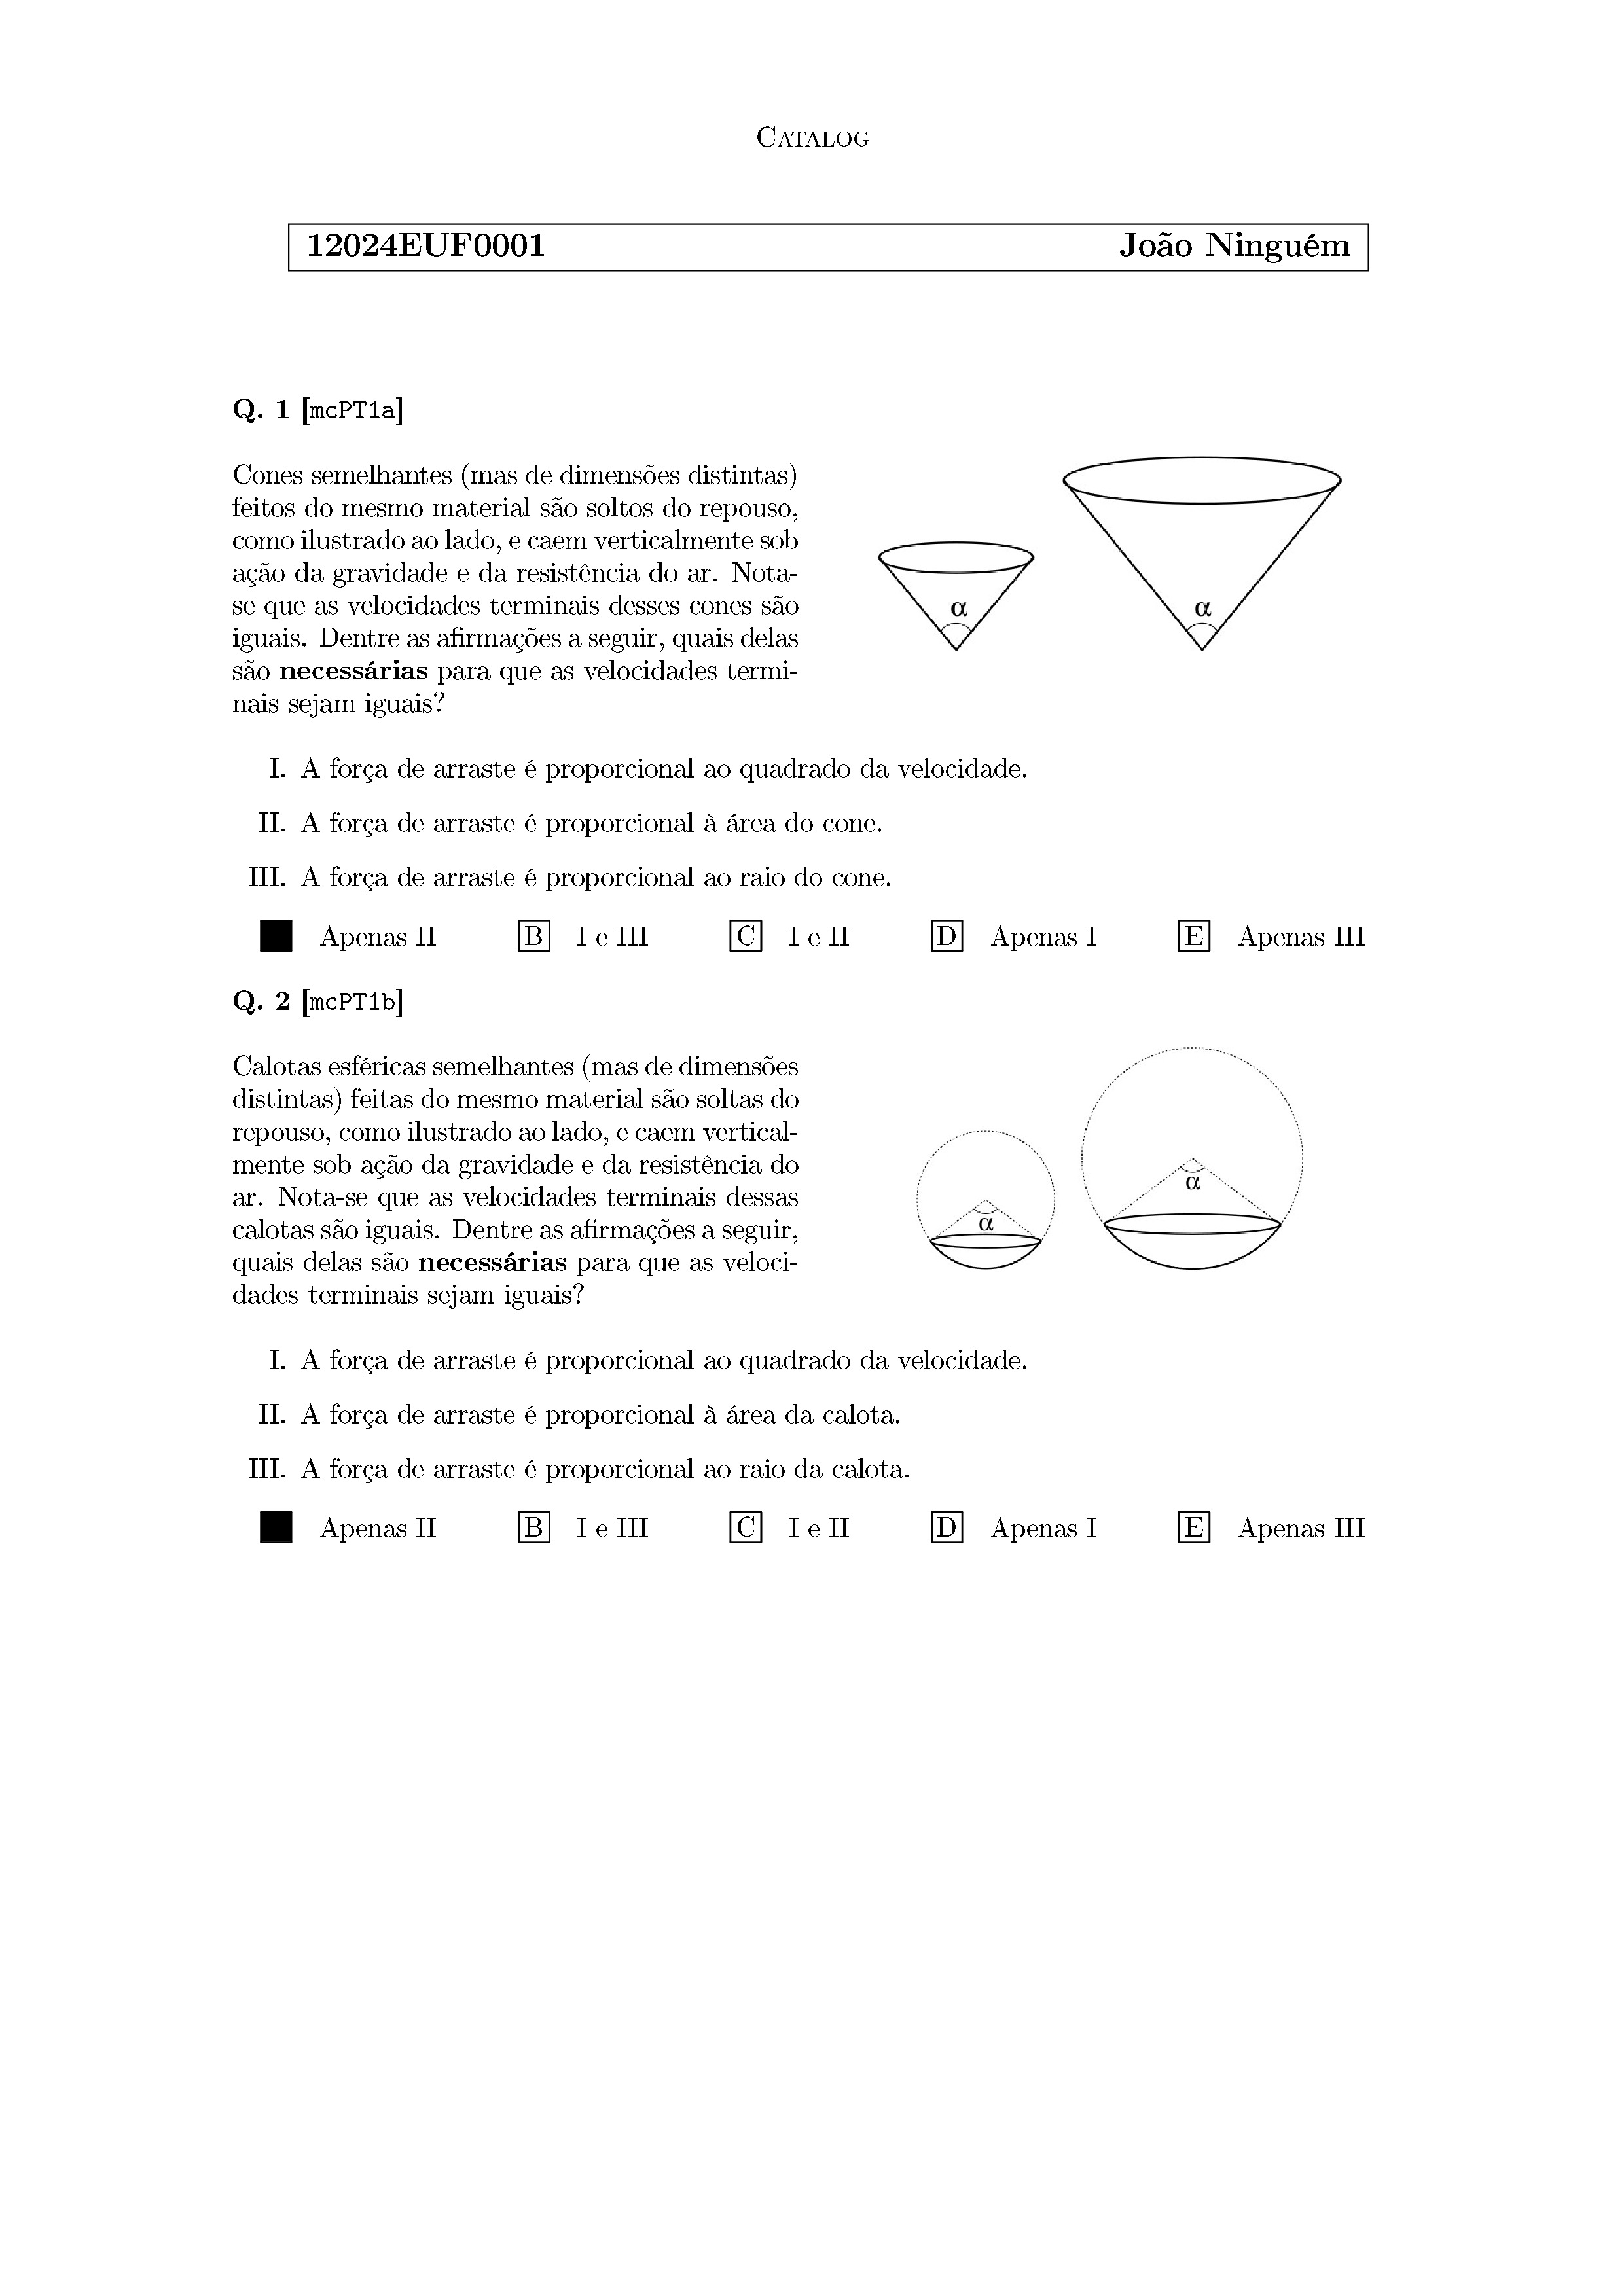 Catalog
12024EUF0001 João Ninguém
Q. 1 [mcPT1a]
Cones semelhantes (mas de dimensões distintas)
feitos do mesmo material são soltos do repouso,
como ilustrado ao lado, e caem verticalmente sob
ação da gravidade e da resistência do ar. Nota-
se que as velocidades terminais desses cones são
iguais. Dentre as afirmações a seguir, quais delas
são necessárias para que as velocidades termi-
nais sejam iguais?
α
α
I. A força de arraste é proporcional ao quadrado da velocidade.
II. A força de arraste é proporcional à área do cone.
III. A força de arraste é proporcional ao raio do cone.
Apenas II B I e III C I e II D Apenas I E Apenas III
Q. 2 [mcPT1b]
Calotas esféricas semelhantes (mas de dimensões
distintas) feitas do mesmo material são soltas do
repouso, como ilustrado ao lado, e caem vertical-
mente sob ação da gravidade e da resistência do
ar. Nota-se que as velocidades terminais dessas
calotas são iguais. Dentre as afirmações a seguir,
quais delas são necessárias para que as veloci-
dades terminais sejam iguais?
α
α
I. A força de arraste é proporcional ao quadrado da velocidade.
II. A força de arraste é proporcional à área da calota.
III. A força de arraste é proporcional ao raio da calota.
Apenas II B I e III C I e II D Apenas I E Apenas III